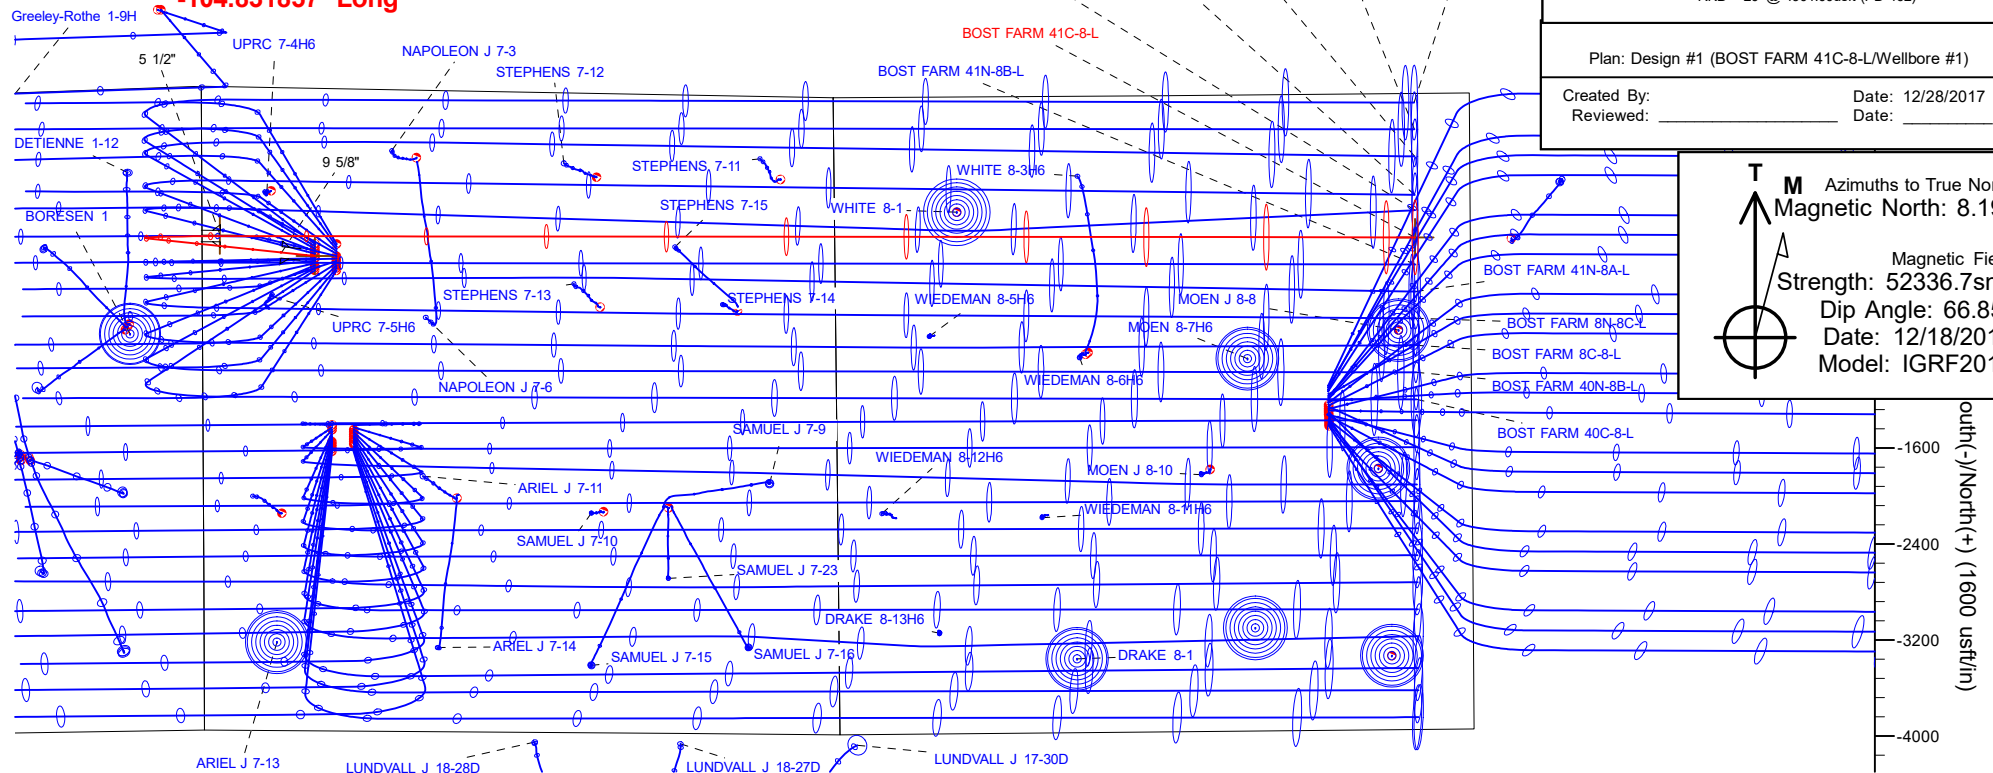 -104.831837° Long
Greeley-Rothe 1-9H
UPRC 7-4H6
5 1/2"
NAPOLEON J 7-3
STEPHENS 7-12
BOST FARM 41C-8-L
BOST FARM 41N-8B-L
Plan: Design #1 (BOST FARM 41C-8-L/Wellbore #1)
Created By: Date: 12/28/2017
Reviewed: Date:
DETIENNE 1-12
9 5/8"
STEPHENS 7-11
WHITE 8-3H6
BORESEN 1
STEPHENS 7-15
WHITE 8-1
T
M
Azimuths to True Nor
Magnetic North: 8.19
Magnetic Fie
Strength: 52336.7sn
Dip Angle: 66.85
Date: 12/18/201
Model: IGRF201
BOST FARM 41N-8A-L
STEPHENS 7-13
STEPHENS 7-14
WIEDEMAN 8-5H6
MOEN J 8-8
UPRC 7-5H6
MOEN 8-7H6
BOST FARM 8N-8C-L
BOST FARM 8C-8-L
NAPOLEON J 7-6
WIEDEMAN 8-6H6
BOST FARM 40N-8B-L
BOST FARM 40C-8-L
SAMUEL J 7-9
WIEDEMAN 8-12H6
MOEN J 8-10
-1600
ARIEL J 7-11
WIEDEMAN 8-11H6
SAMUEL J 7-10
-2400
SAMUEL J 7-23
outh(-)/North(+) (1600 usft/in)
DRAKE 8-13H6
-3200
ARIEL J 7-14
SAMUEL J 7-15
SAMUEL J 7-16
DRAKE 8-1
-4000
ARIEL J 7-13
LUNDVALL J 18-28D
LUNDVALL J 18-27D
LUNDVALL J 17-30D